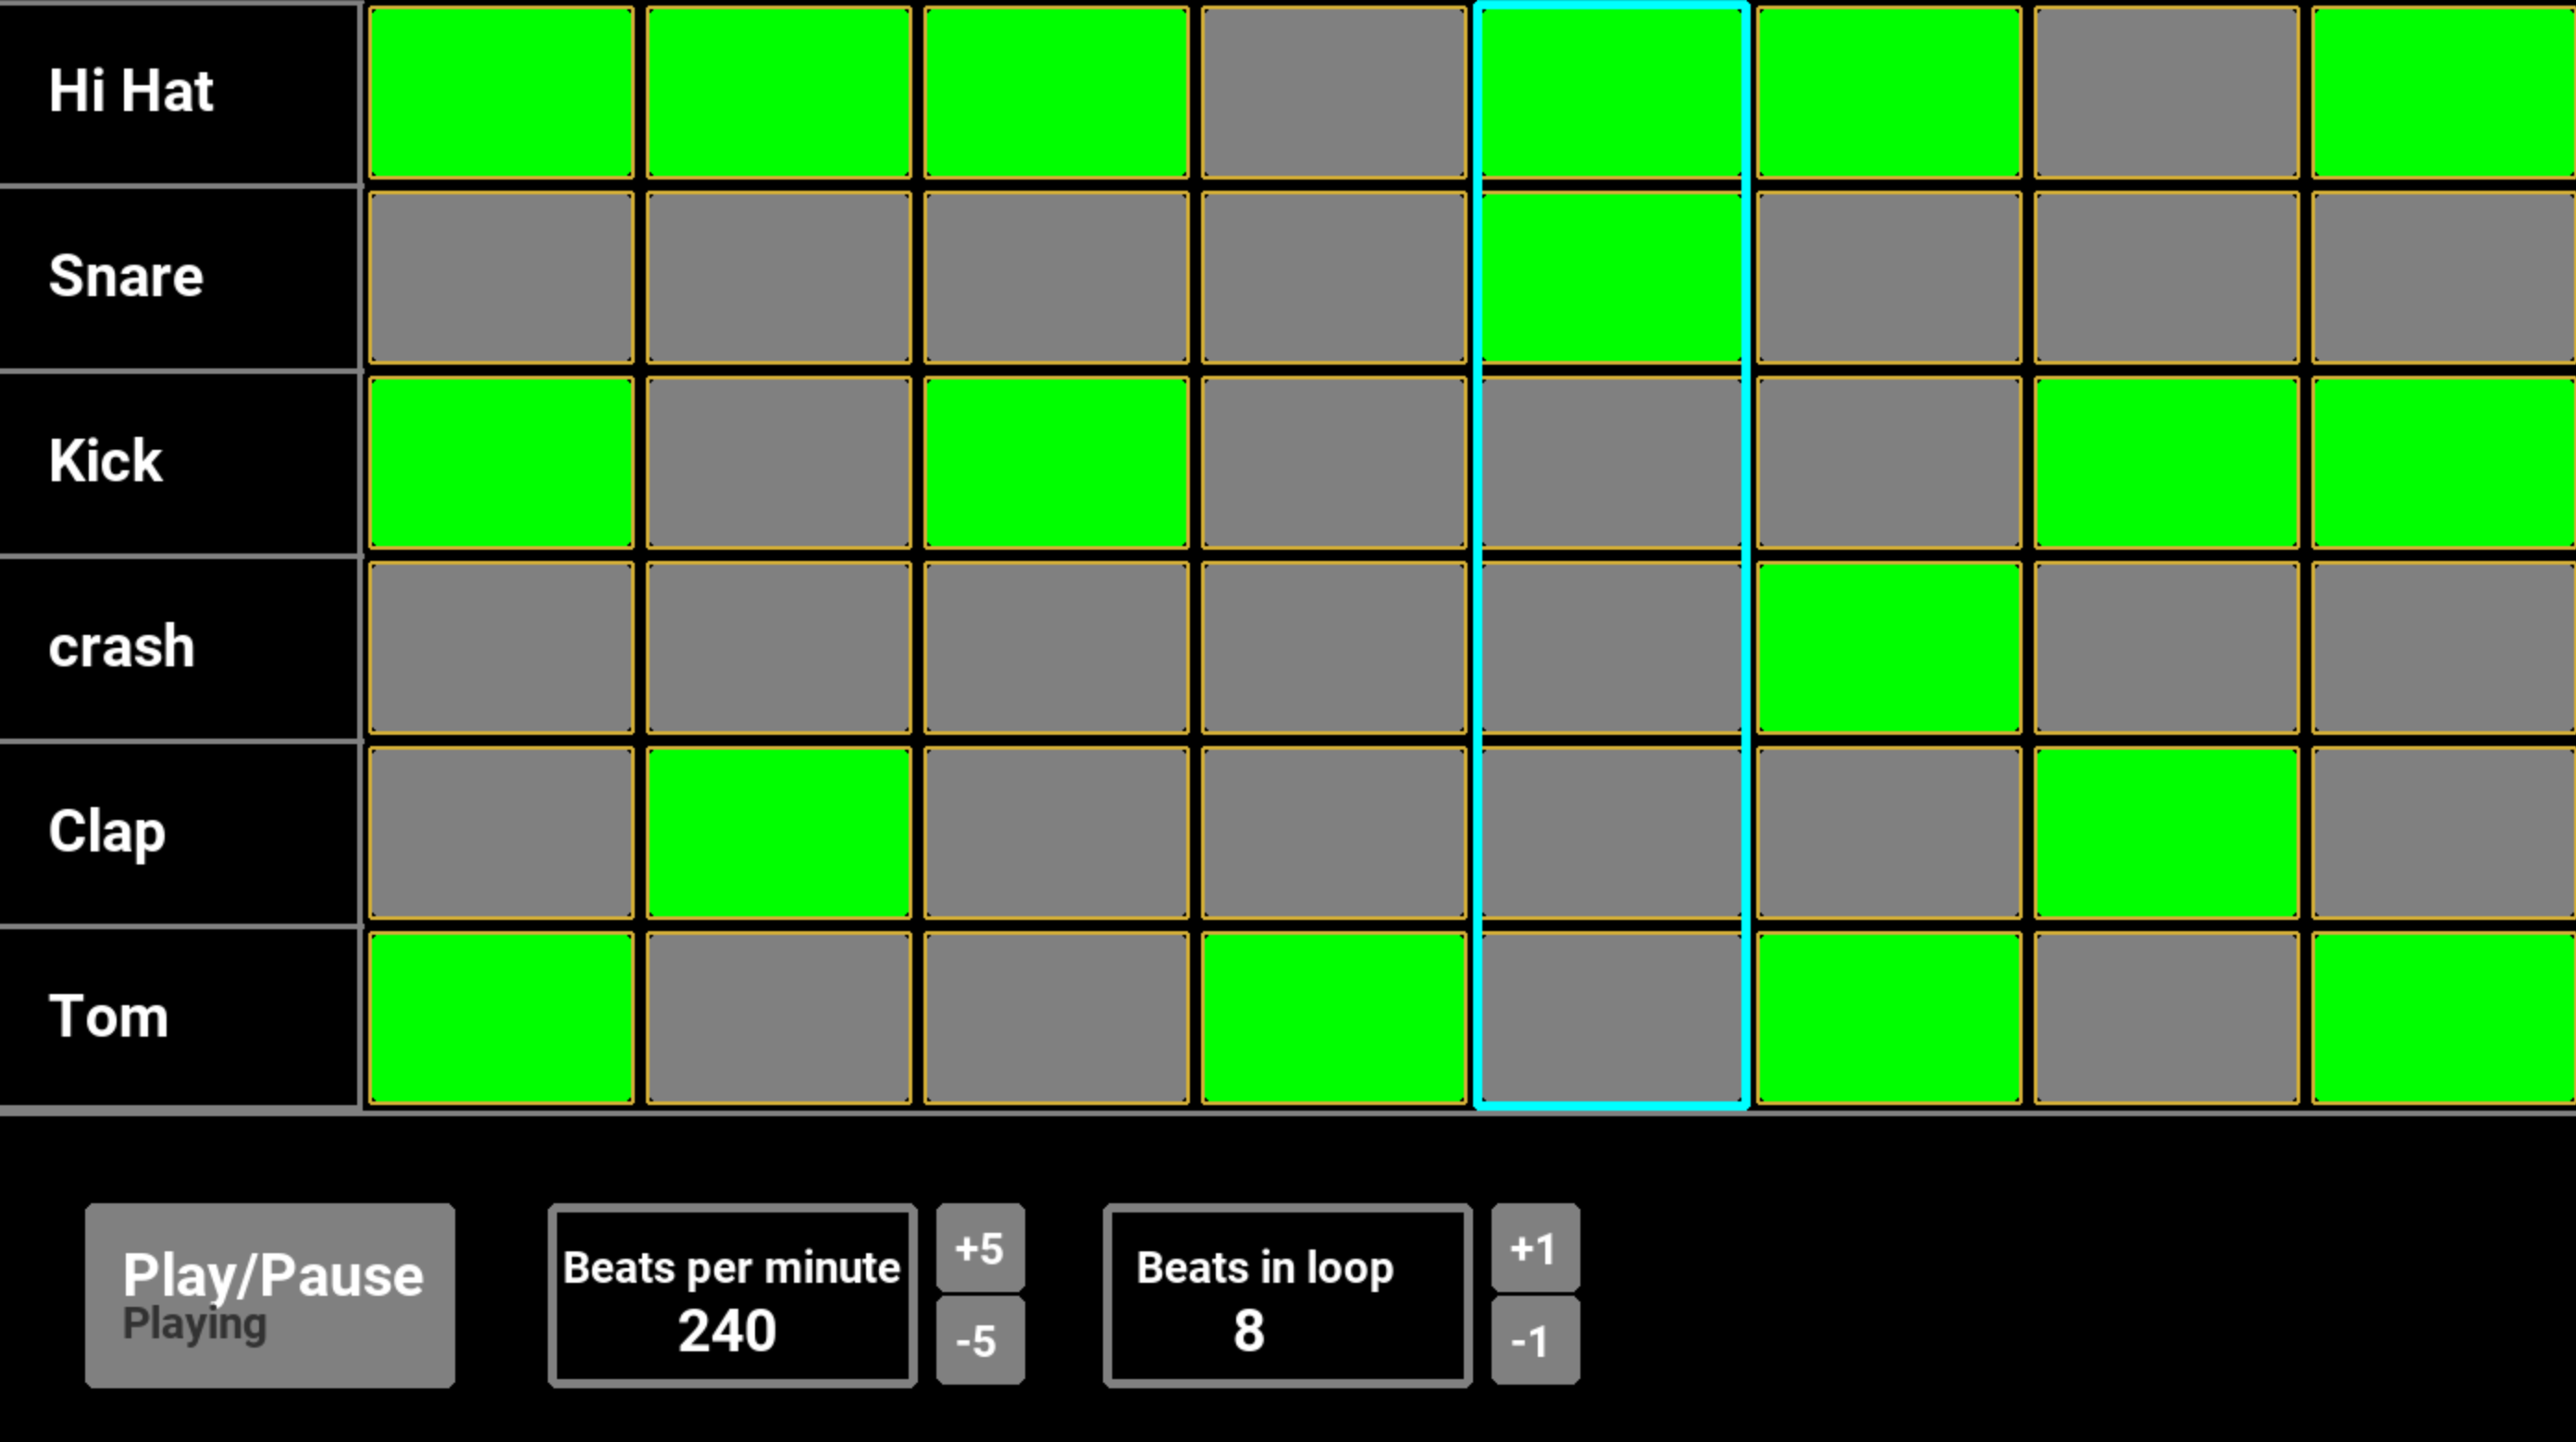 Hi Hat
Snare
Kick
crash
Clap
Tom
Play/Pause
Playing
Beats per minute
240
+5
-5
Beats in loop
8
+1
-1